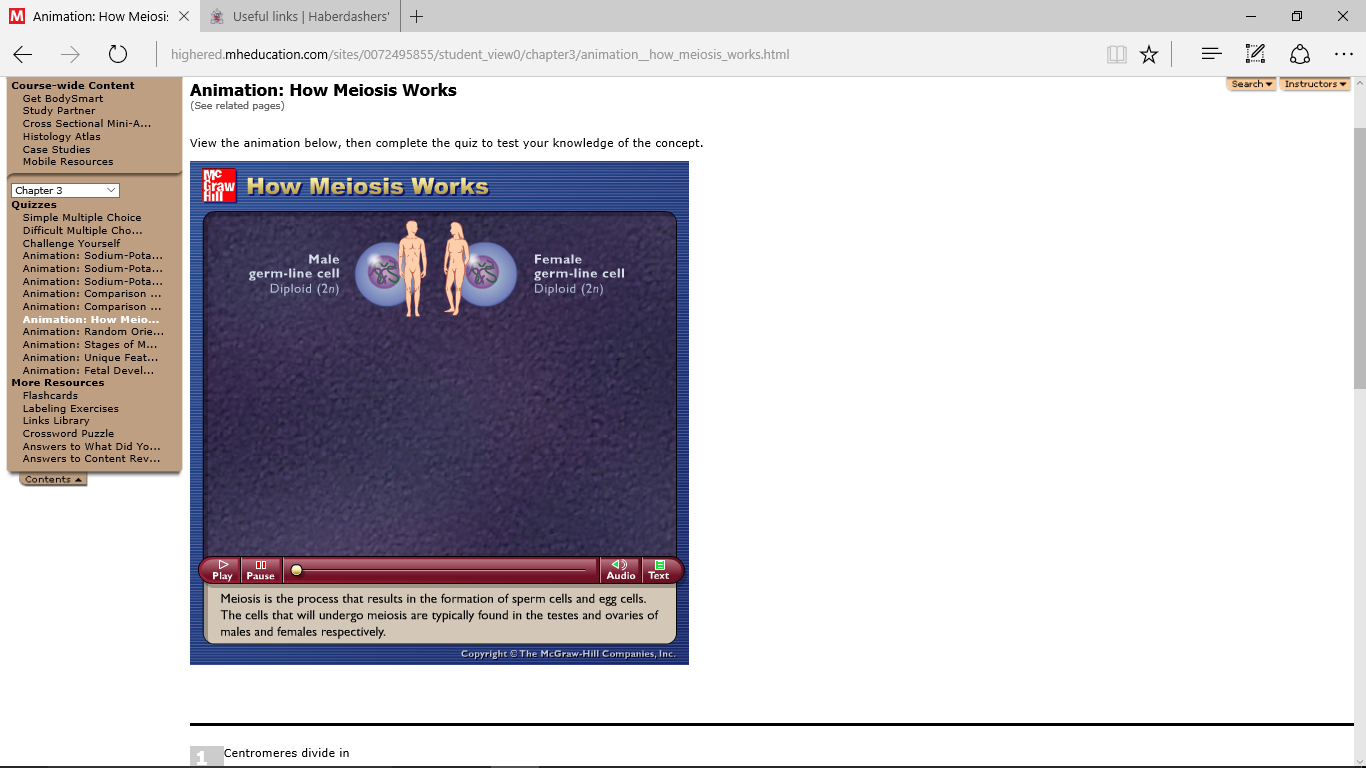 Animation: How Meiosi:
Useful links | Haberdashers'
highered.mheducation.com/sites/0072495855/student_view0/chapter3/animation__how_meiosis_works.html
Course-wide Content
Get BodySmart
Study Partner
Cross Sectional Mini-A...
Histology Atlas
Case Studies
Mobile Resources
Chapter 3
Quizzes
Simple Multiple Choice
Difficult Multiple Cho...
Challenge Yourself
Animation: Sodium-Pota...
Animation: Sodium-Pota...
Animation: Sodium-Pota...
Animation: Comparison ...
Animation: Comparison ...
Animation: How Meio...
Animation: Random Orie...
Animation: Stages of M...
Animation: Unique Feat...
Animation: Fetal Devel...
More Resources
Flashcards
Labeling Exercises
Links Library
Crossword Puzzle
Answers to What Did Yo...
Answers to Content Rev...
Contents
Search
Instructors
Animation: How Meiosis Works
(See related pages)
View the animation below, then complete the quiz to test your knowledge of the concept.
Mc
Graw
Hill
How Meiosis Works
Male
germ-line cell
Diploid (2n)
Female
germ-line cell
Diploid (2n)
Play
Pause
Audio
Text
Meiosis is the process that results in the formation of sperm cells and egg cells.
The cells that will undergo meiosis are typically found in the testes and ovaries of
males and females respectively.
Copyright © The McGraw-Hill Companies, Inc.
1
Centromeres divide in